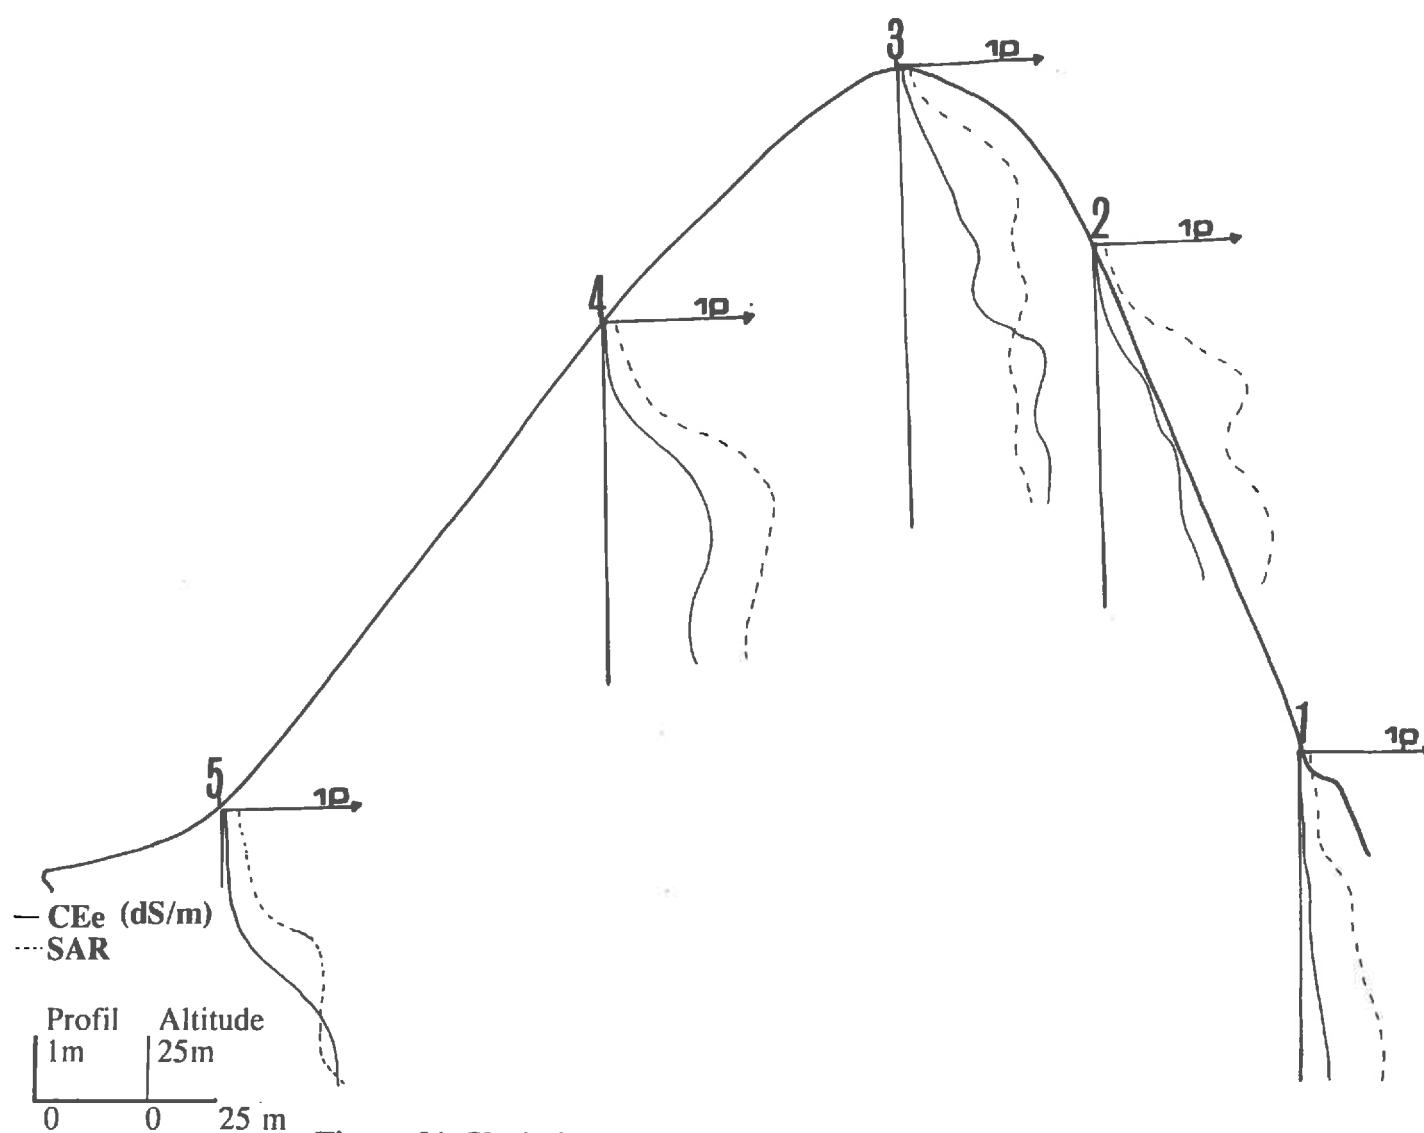 3
1p
2
1p
4
1p
1
1p
5
1p
— CEe (dS/m)
---- SAR
Profil Altitude
1m 25m
0 0 25 m